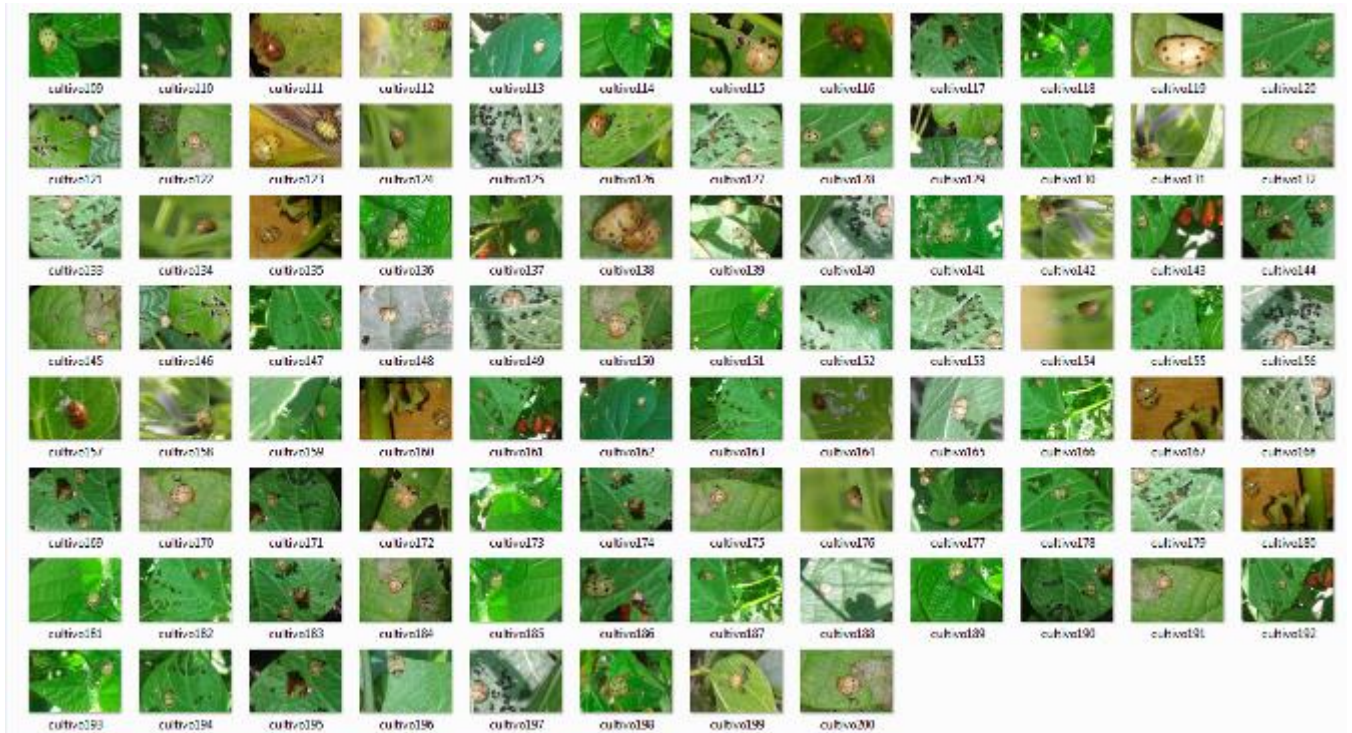 cultivo109 cultivo110 cultivo111 cultivo112 cultivo113 cultivo114 cultivo115 cultivo116 cultivo117 cultivo118 cultivo119 cultivo120
cultivo121 cultivo122 cultivo123 cultivo124 cultivo125 cultivo126 cultivo127 cultivo128 cultivo129 cultivo130 cultivo131 cultivo132
cultivo133 cultivo134 cultivo135 cultivo136 cultivo137 cultivo138 cultivo139 cultivo140 cultivo141 cultivo142 cultivo143 cultivo144
cultivo145 cultivo146 cultivo147 cultivo148 cultivo149 cultivo150 cultivo151 cultivo152 cultivo153 cultivo154 cultivo155 cultivo156
cultivo157 cultivo158 cultivo159 cultivo160 cultivo161 cultivo162 cultivo163 cultivo164 cultivo165 cultivo166 cultivo167 cultivo168
cultivo169 cultivo170 cultivo171 cultivo172 cultivo173 cultivo174 cultivo175 cultivo176 cultivo177 cultivo178 cultivo179 cultivo180
cultivo181 cultivo182 cultivo183 cultivo184 cultivo185 cultivo186 cultivo187 cultivo188 cultivo189 cultivo190 cultivo191 cultivo192
cultivo193 cultivo194 cultivo195 cultivo196 cultivo197 cultivo198 cultivo199 cultivo200